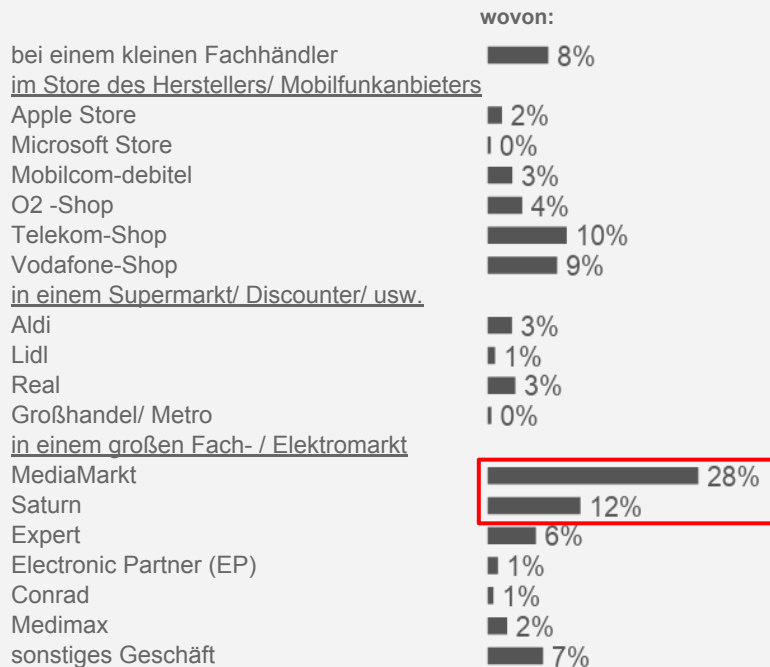 wovon:
bei einem kleinen Fachhändler 8%
im Store des Herstellers/ Mobilfunkanbieters
Apple Store 2%
Microsoft Store 0%
Mobilcom-debitel 3%
O2 -Shop 4%
Telekom-Shop 10%
Vodafone-Shop 9%
in einem Supermarkt/ Discounter/ usw.
Aldi 3%
Lidl 1%
Real 3%
Großhandel/ Metro 0%
in einem großen Fach- / Elektromarkt
MediaMarkt 28%
Saturn 12%
Expert 6%
Electronic Partner (EP) 1%
Conrad 1%
Medimax 2%
sonstiges Geschäft 7%